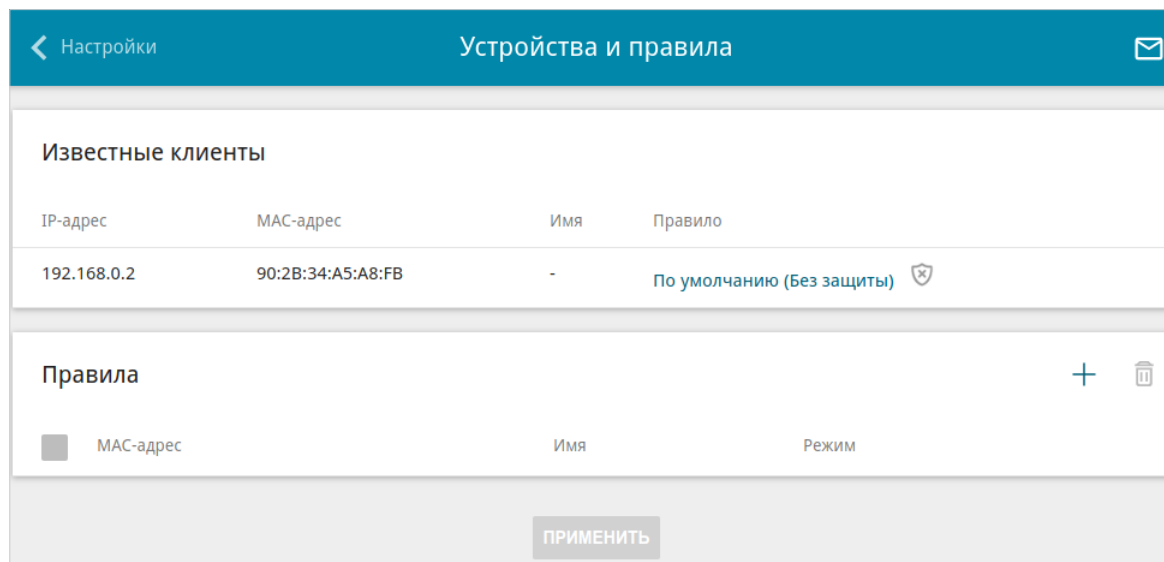 Настройки Устройства и правила
Известные клиенты
IP-адрес MAC-адрес Имя Правило
192.168.0.2 90:2B:34:A5:A8:FB - По умолчанию (Без защиты)
Правила
MAC-адрес Имя Режим
ПРИМЕНИТЬ